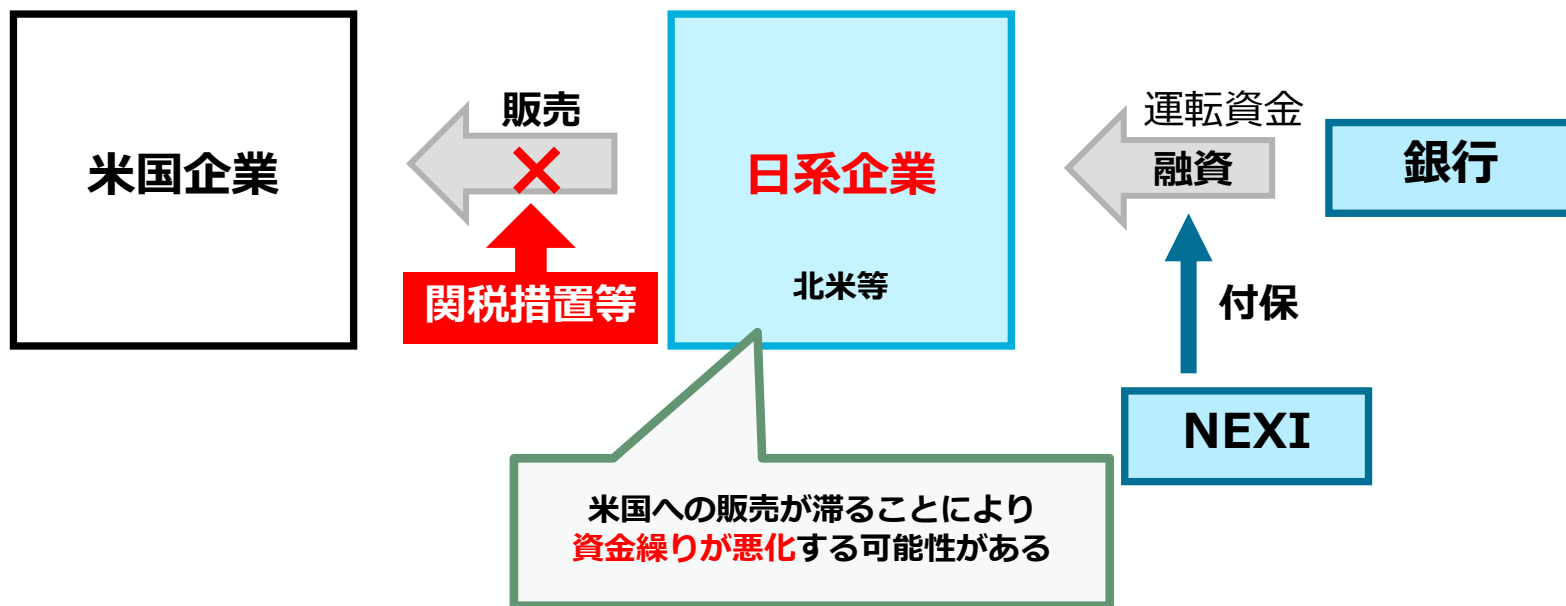 米国企業
販売
関税措置等
日系企業
北米等
運転資金
融資
銀行
付保
NEXI
米国への販売が滞ることにより
資金繰りが悪化する可能性がある